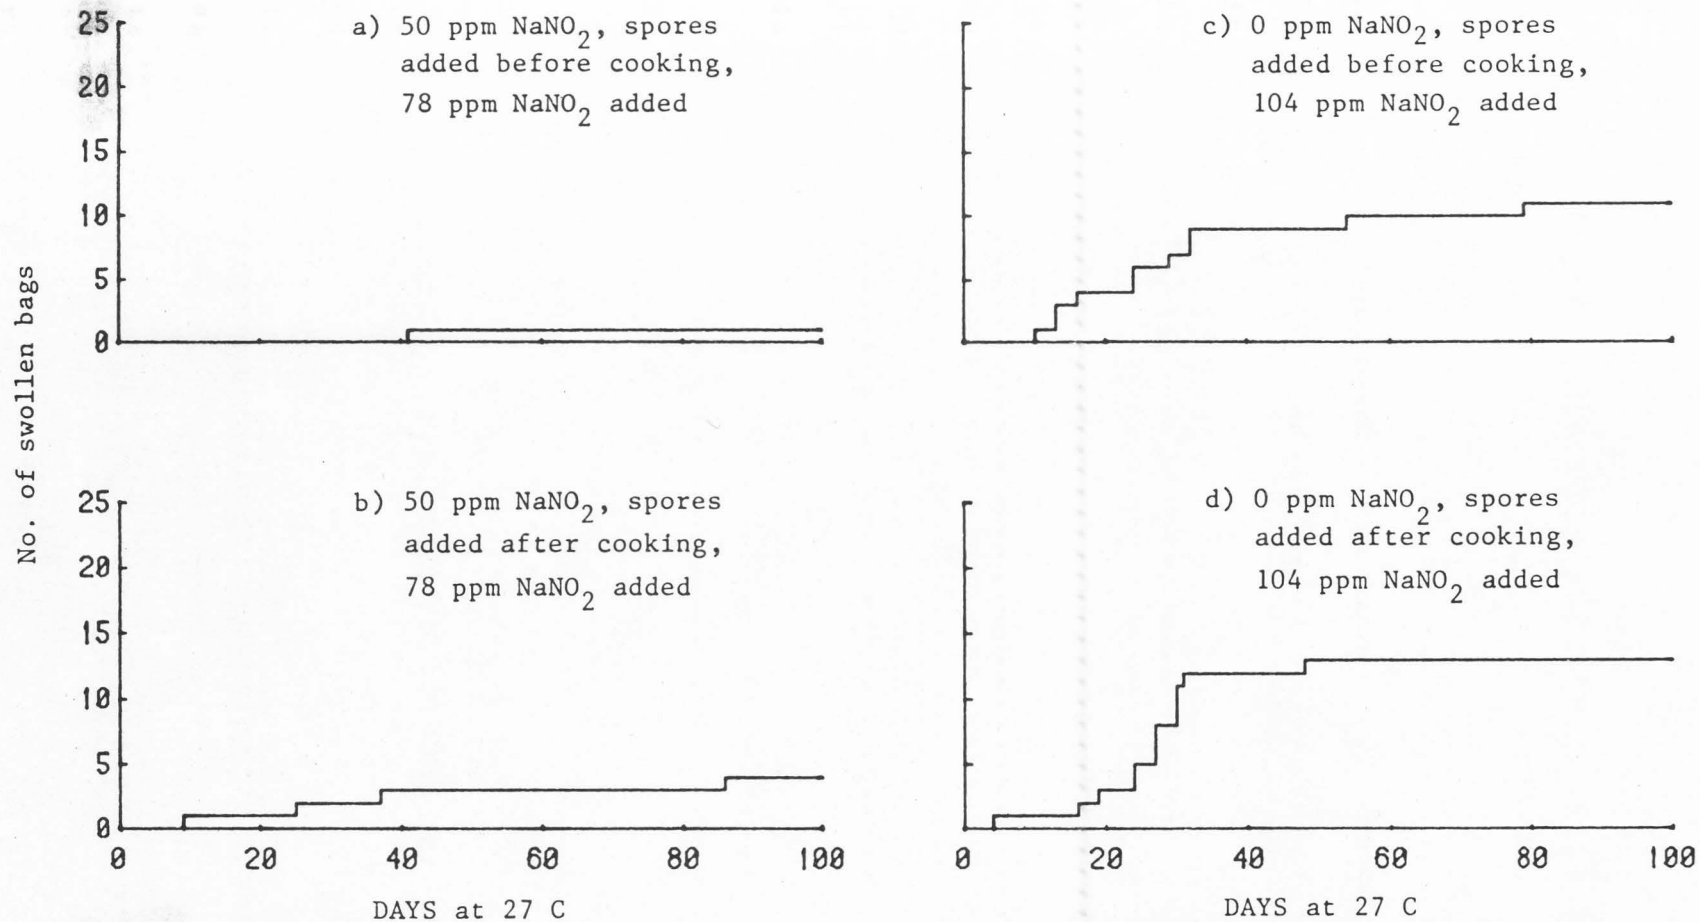 No. of swollen bags
25
20
15
10
5
0
a) 50 ppm NaNO₂, spores
added before cooking,
78 ppm NaNO₂ added
c) 0 ppm NaNO₂, spores
added before cooking,
104 ppm NaNO₂ added
25
20
15
10
5
0
b) 50 ppm NaNO₂, spores
added after cooking,
78 ppm NaNO₂ added
0 20 40 60 80 100
DAYS at 27 C
d) 0 ppm NaNO₂, spores
added after cooking,
104 ppm NaNO₂ added
0 20 40 60 80 100
DAYS at 27 C